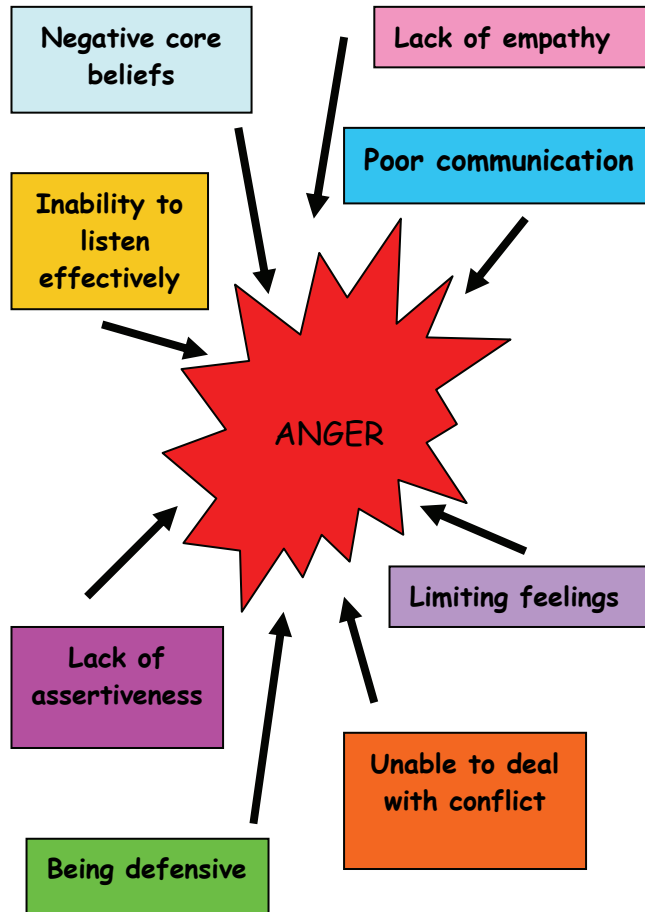 Negative core
beliefs
Lack of empathy
Poor communication
Inability to
listen
effectively
ANGER
Limiting feelings
Lack of
assertiveness
Unable to deal
with conflict
Being defensive